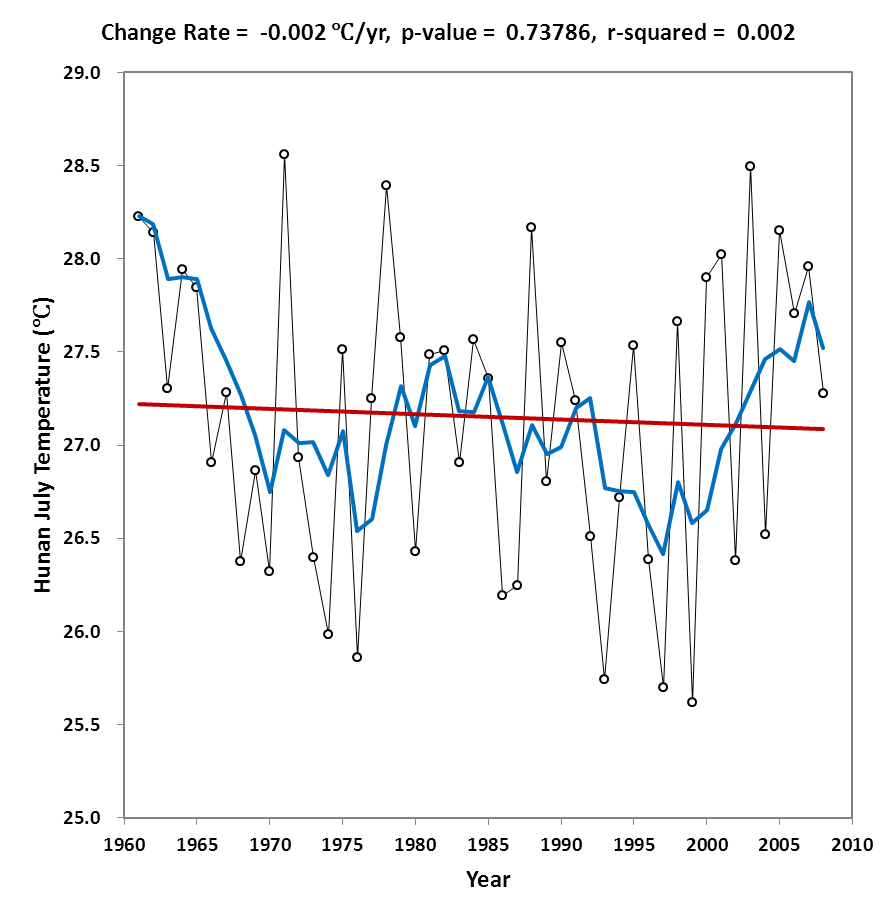 Change Rate = -0.002 ℃/yr, p-value = 0.73786, r-squared = 0.002
29.0
28.5
28.0
27.5
27.0
26.5
26.0
25.5
25.0
Hunan July Temperature (℃)
1960 1965 1970 1975 1980 1985 1990 1995 2000 2005 2010
Year